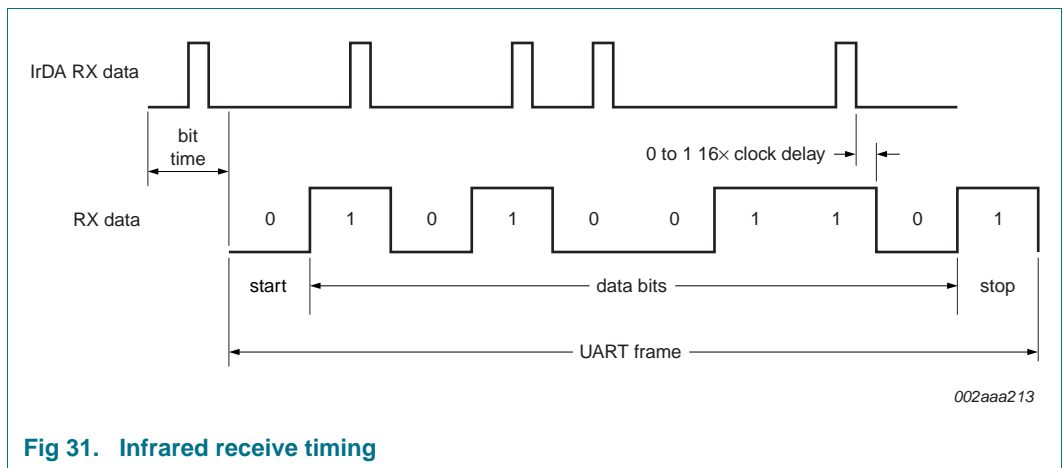 IrDA RX data
bit
time
0 to 1 16× clock delay
RX data
0 1 0 1 0 0 1 1 0 1
start data bits stop
UART frame
002aaa213
Fig 31. Infrared receive timing